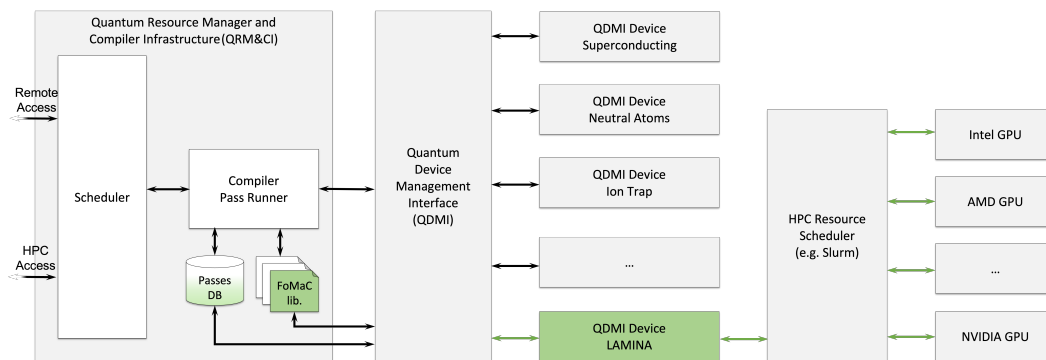 Quantum Resource Manager and
Compiler Infrastructure (QRM&CI)
Remote
Access
HPC
Access
Scheduler
Compiler
Pass Runner
Passes
DB
FoMaC
lib.
Quantum
Device
Management
Interface
(QDMI)
QDMI Device
Superconducting
QDMI Device
Neutral Atoms
QDMI Device
Ion Trap
...
QDMI Device
LAMINA
HPC Resource
Scheduler
(e.g. Slurm)
Intel GPU
AMD GPU
...
NVIDIA GPU